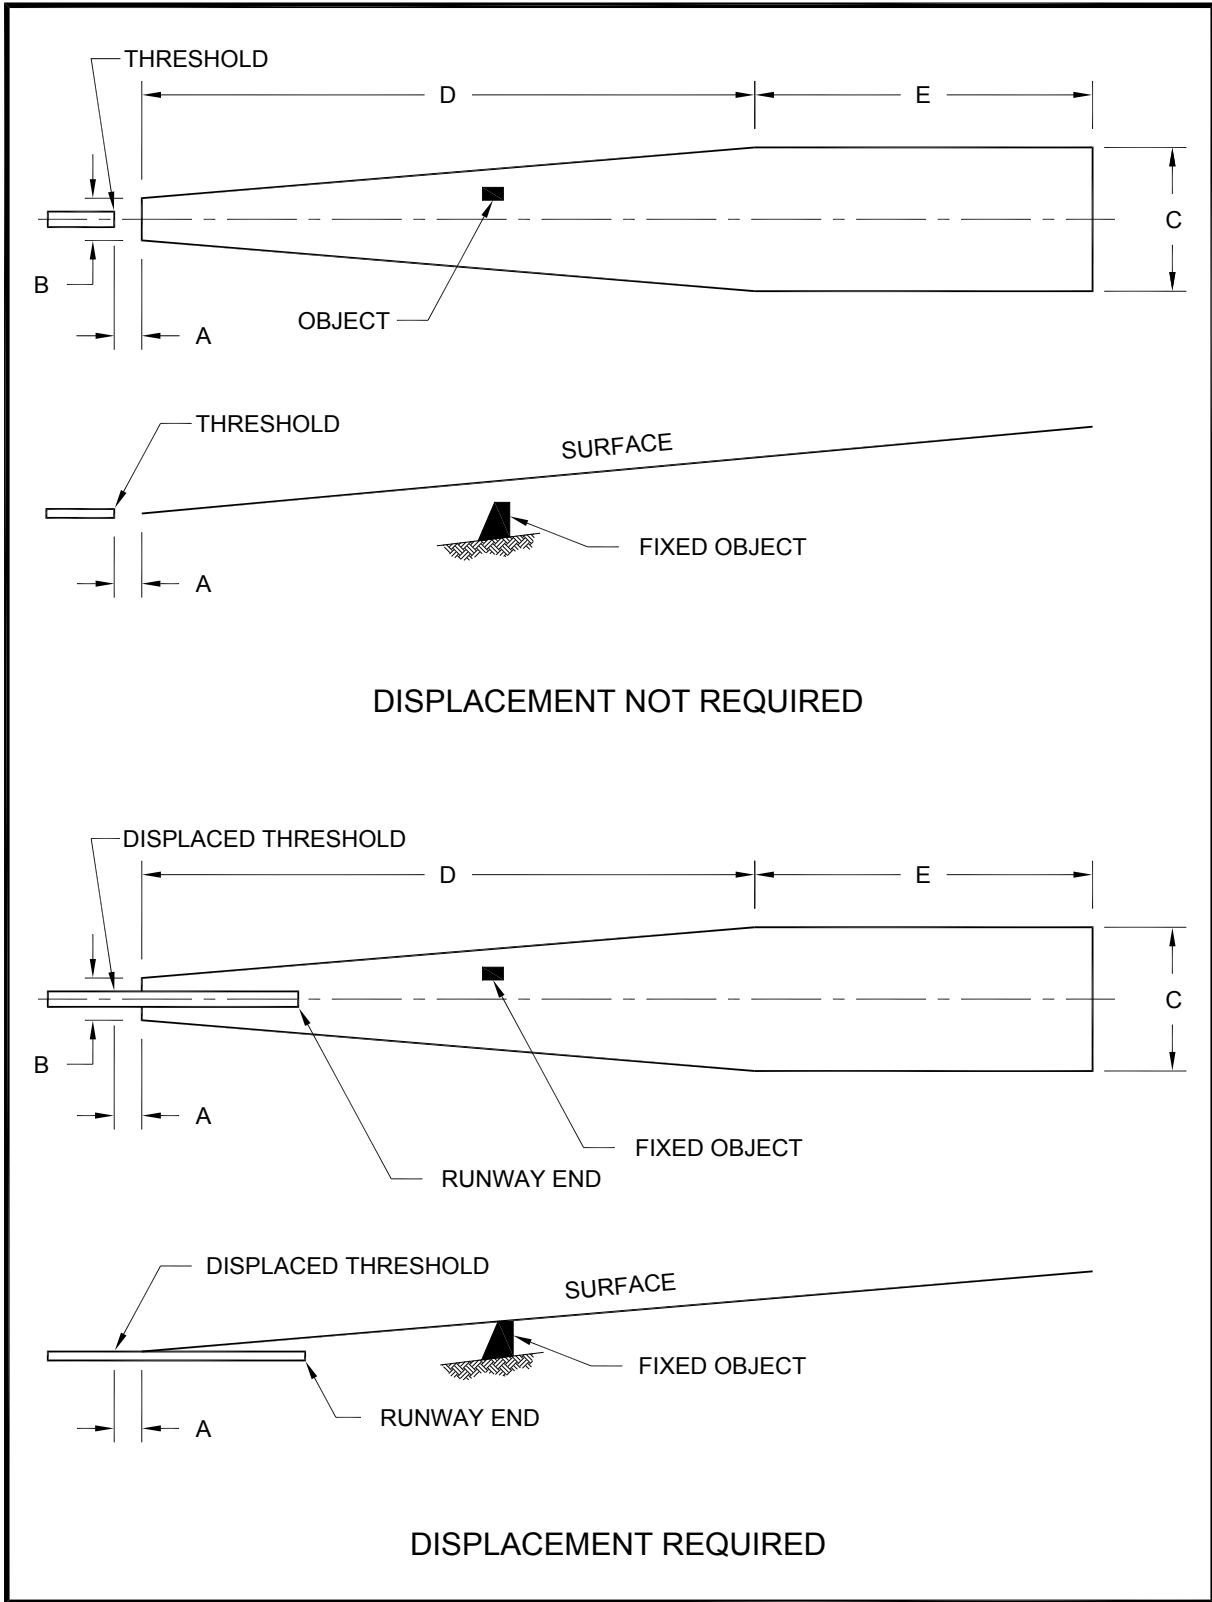 THRESHOLD
D
E
C
B
OBJECT
A
THRESHOLD
SURFACE
FIXED OBJECT
A
DISPLACEMENT NOT REQUIRED
DISPLACED THRESHOLD
D
E
C
B
A
FIXED OBJECT
RUNWAY END
DISPLACED THRESHOLD
SURFACE
FIXED OBJECT
RUNWAY END
A
DISPLACEMENT REQUIRED